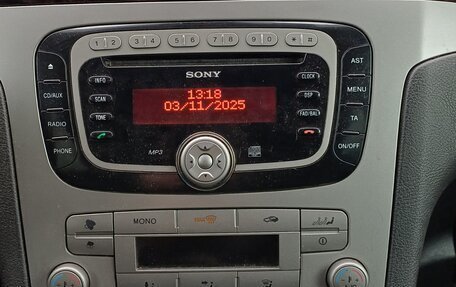 1 2 3 4 5 6 7 8 9 0 * #
SONY
INFO
CLOCK
AST
CD/AUX
SCAN
13:18
03/11/2025
DSP
MENU
RADIO
TONE
FAD/BAL
TA
PHONE
MP3
ON/OFF
MONO